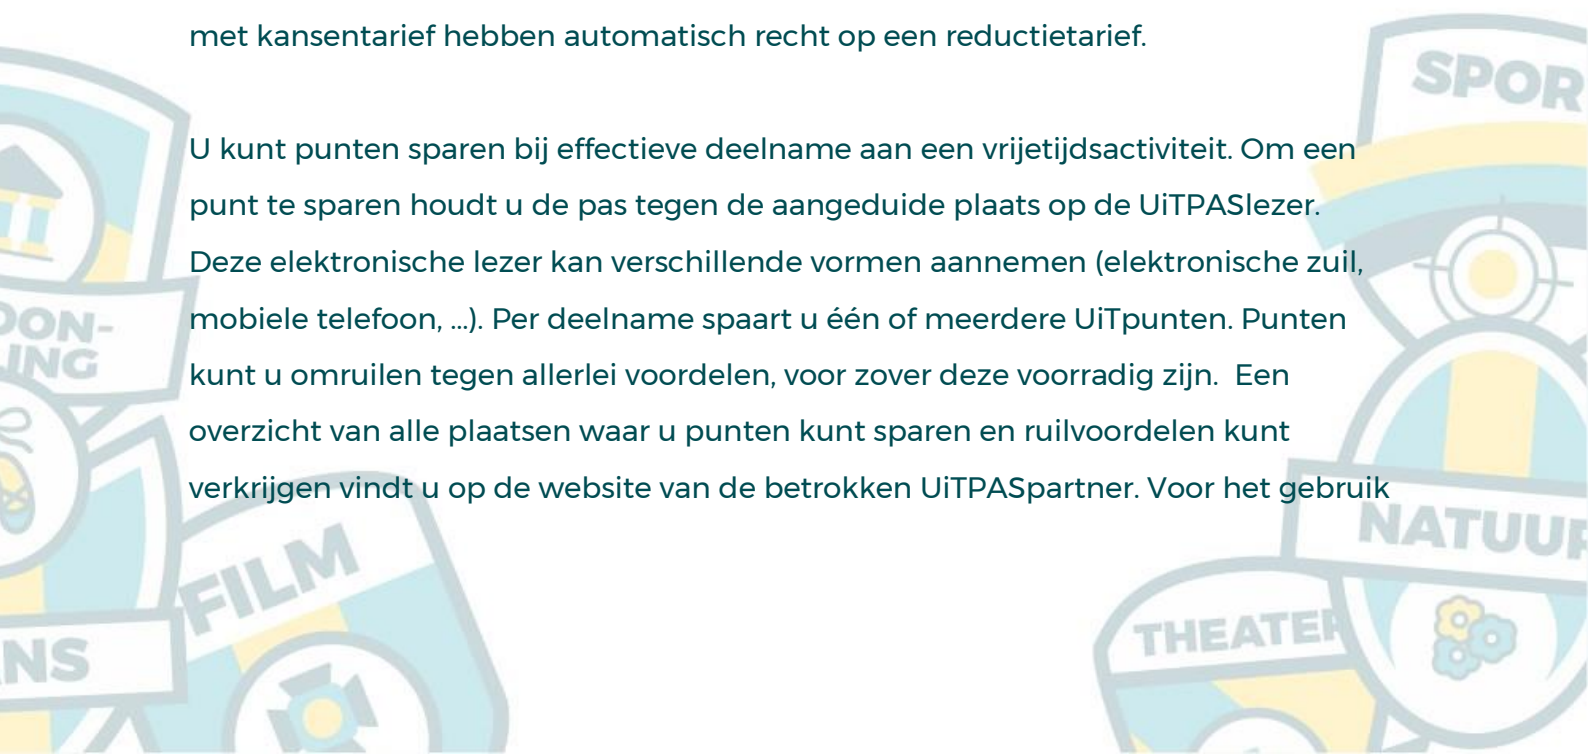 met kansentarief hebben automatisch recht op een reductietarief.
U kunt punten sparen bij effectieve deelname aan een vrijetijdsactiviteit. Om een
punt te sparen houdt u de pas tegen de aangeduide plaats op de UiTPASlezer.
Deze elektronische lezer kan verschillende vormen aannemen (elektronische zuil,
mobiele telefoon, ...). Per deelname spaart u één of meerdere UiTpunten. Punten
kunt u omruilen tegen allerlei voordelen, voor zover deze voorradig zijn.  Een
overzicht van alle plaatsen waar u punten kunt sparen en ruilvoordelen kunt
verkrijgen vindt u op de website van de betrokken UiTPASpartner. Voor het gebruik
SPOR
OON-
LING
NATUUR
FILM
THEATER
ANS